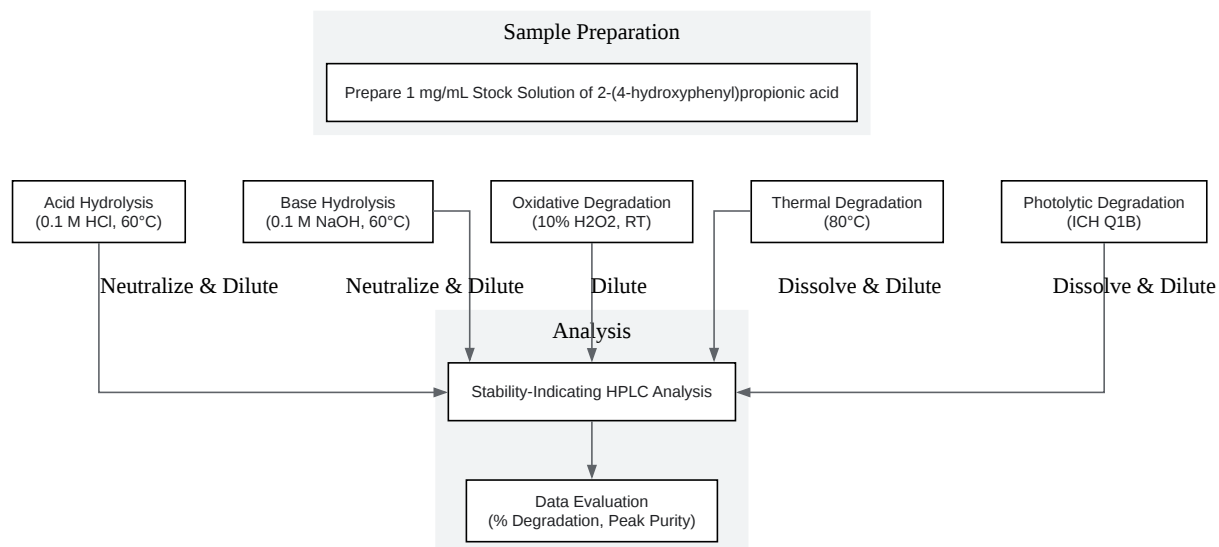 Sample Preparation
Prepare 1 mg/mL Stock Solution of 2-(4-hydroxyphenyl)propionic acid
Acid Hydrolysis
(0.1 M HCl, 60°C)
Base Hydrolysis
(0.1 M NaOH, 60°C)
Oxidative Degradation
(10% H2O2, RT)
Thermal Degradation
(80°C)
Photolytic Degradation
(ICH Q1B)
Neutralize & Dilute
Neutralize & Dilute
Dilute
Dissolve & Dilute
Dissolve & Dilute
Analysis
Stability-Indicating HPLC Analysis
Data Evaluation
(% Degradation, Peak Purity)